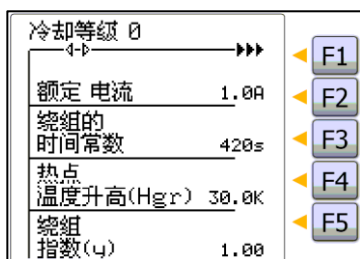 冷却等级 0
F1
额定 电流 1.0A
F2
绕组的
时间常数 420s
F3
热点
温度升高(Hgr) 30.0K
F4
绕组
指数(y) 1.00
F5